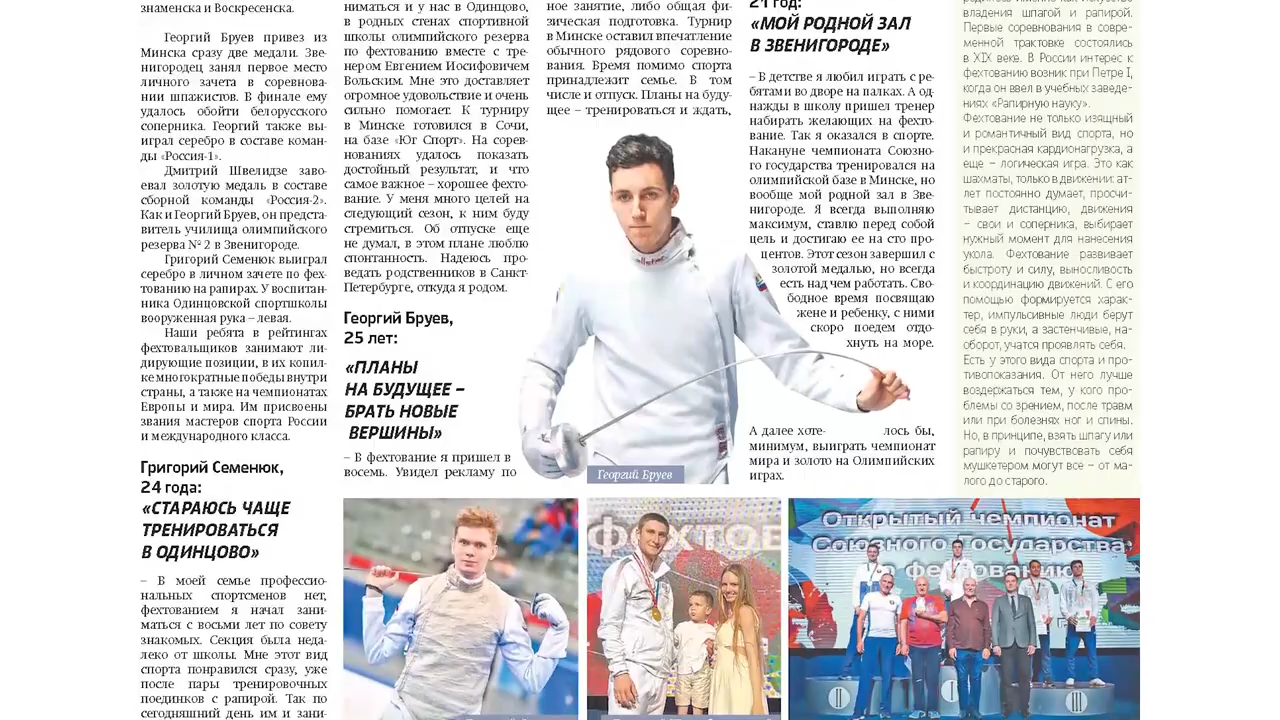 знаменска и Воскресенска.
Георгий Бруев привез из
Минска сразу две медали. Зве-
нигородец занял первое место
личного зачета в соревнова-
нии шпажистов. В финале ему
удалось обойти белорусского
соперника. Георгий также вы-
играл серебро в составе коман-
ды «Россия-1».
Дмитрий Швелидзе заво-
евал золотую медаль в составе
сборной команды «Россия-2».
Как и Георгий Бруев, он предста-
витель училища олимпийского
резерва № 2 в Звенигороде.
Григорий Семенюк выиграл
серебро в личном зачете по фех-
тованию на рапирах. У воспитан-
ника Одинцовской спортшколы
вооруженная рука – левая.
Наши ребята в рейтингах
фехтовальщиков занимают ли-
дирующие позиции, в их копил-
ке многократные победы внутри
страны, а также на чемпионатах
Европы и мира. Им присвоены
звания мастеров спорта России
и международного класса.
Григорий Семенюк,
24 года:
«СТАРАЮСЬ ЧАЩЕ
ТРЕНИРОВАТЬСЯ
В ОДИНЦОВО»
– В моей семье профессио-
нальных спортсменов нет,
фехтованием я начал зани-
маться с восьми лет по совету
знакомых. Секция была неда-
леко от школы. Мне этот вид
спорта понравился сразу, уже
после пары тренировочных
поединков с рапирой. Так по
сегодняшний день им и зани-
ниматься и у нас в Одинцово,
в родных стенах спортивной
школы олимпийского резерва
по фехтованию вместе с тре-
нером Евгением Иосифовичем
Вольским. Мне это доставляет
огромное удовольствие и очень
сильно помогает. К турниру
в Минске готовился в Сочи,
на базе «Юг Спорт». На сорев-
нованиях удалось показать
достойный результат, и что
самое важное – хорошее фехто-
вание. У меня много целей на
следующий сезон, к ним буду
стремиться. Об отпуске еще
не думал, в этом плане люблю
спонтанность. Надеюсь про-
ведать родственников в Санкт-
Петербурге, откуда я родом.
Георгий Бруев,
25 лет:
«ПЛАНЫ
НА БУДУЩЕЕ –
БРАТЬ НОВЫЕ
ВЕРШИНЫ»
– В фехтование я пришел в
восемь. Увидел рекламу по
ное занятие, либо общая фи-
зическая подготовка. Турнир
в Минске оставил впечатление
обычного рядового соревно-
вания. Время помимо спорта
принадлежит семье. В том
числе и отпуск. Планы на буду-
щее – тренироваться и ждать,
Георгий Бруев
21 год:
«МОЙ РОДНОЙ ЗАЛ
В ЗВЕНИГОРОДЕ»
– В детстве я любил играть с ре-
бятами во дворе на палках. А од-
нажды в школу пришел тренер
набирать желающих на фехто-
вание. Так я оказался в спорте.
Накануне чемпионата Союзно-
го государства тренировался на
олимпийской базе в Минске, но
вообще мой родной зал в Зве-
нигороде. Я всегда выполняю
максимум, ставлю перед собой
цель и достигаю ее на сто про-
центов. Этот сезон завершил с
золотой медалью, но всегда
есть над чем работать. Сво-
бодное время посвящаю
жене и ребенку, с ними
скоро поедем отдо-
хнуть на море.
А далее хоте- лось бы,
минимум, выиграть чемпионат
мира и золото на Олимпийских
играх.
владения шпагой и рапирой.
Первые соревнования в совре-
менной трактовке состоялись
в XIX веке. В России интерес к
фехтованию возник при Петре I,
когда он ввел в учебных заведе-
ниях «Рапирную науку».
Фехтование не только изящный
и романтичный вид спорта, но
и прекрасная кардионагрузка, а
еще – логическая игра. Это как
шахматы, только в движении: ат-
лет постоянно думает, просчи-
тывает дистанцию, движения
– свои и соперника, выбирает
нужный момент для нанесения
укола. Фехтование развивает
быстроту и силу, выносливость
и координацию движений. С его
помощью формируется харак-
тер, импульсивные люди берут
себя в руки, а застенчивые, на-
оборот, учатся проявлять себя.
Есть у этого вида спорта и про-
тивопоказания. От него лучше
воздержаться тем, у кого про-
блемы со зрением, после травм
или при болезнях ног и спины.
Но, в принципе, взять шпагу или
рапиру и почувствовать себя
мушкетером могут все – от ма-
лого до старого.
ФЕХТОВ
Открытый чемпионат
Союзного Государства
по фехтованию
II
I
III